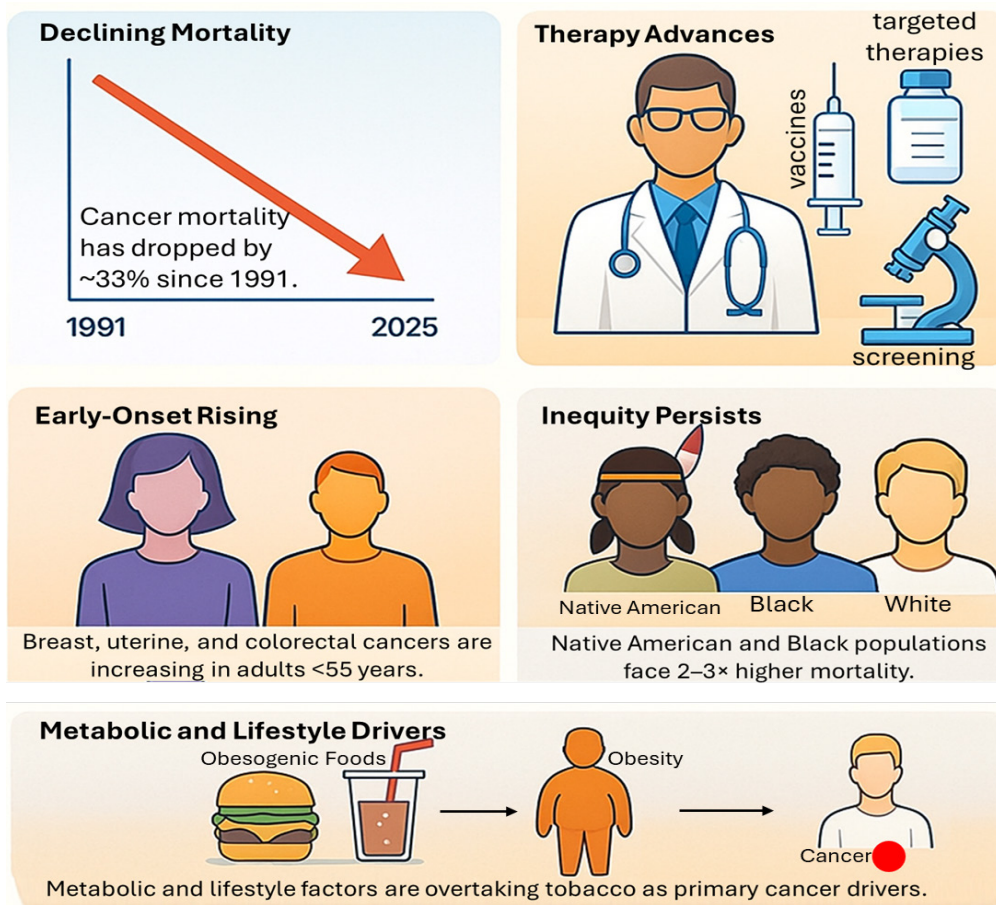 Declining Mortality
Cancer mortality
has dropped by
~33% since 1991.
1991
2025
Therapy Advances
targeted
therapies
vaccines
screening
Early-Onset Rising
Breast, uterine, and colorectal cancers are
increasing in adults <55 years.
Inequity Persists
Native American
Black
White
Native American and Black populations
face 2–3× higher mortality.
Metabolic and Lifestyle Drivers
Obesogenic Foods
Obesity
Cancer
Metabolic and lifestyle factors are overtaking tobacco as primary cancer drivers.